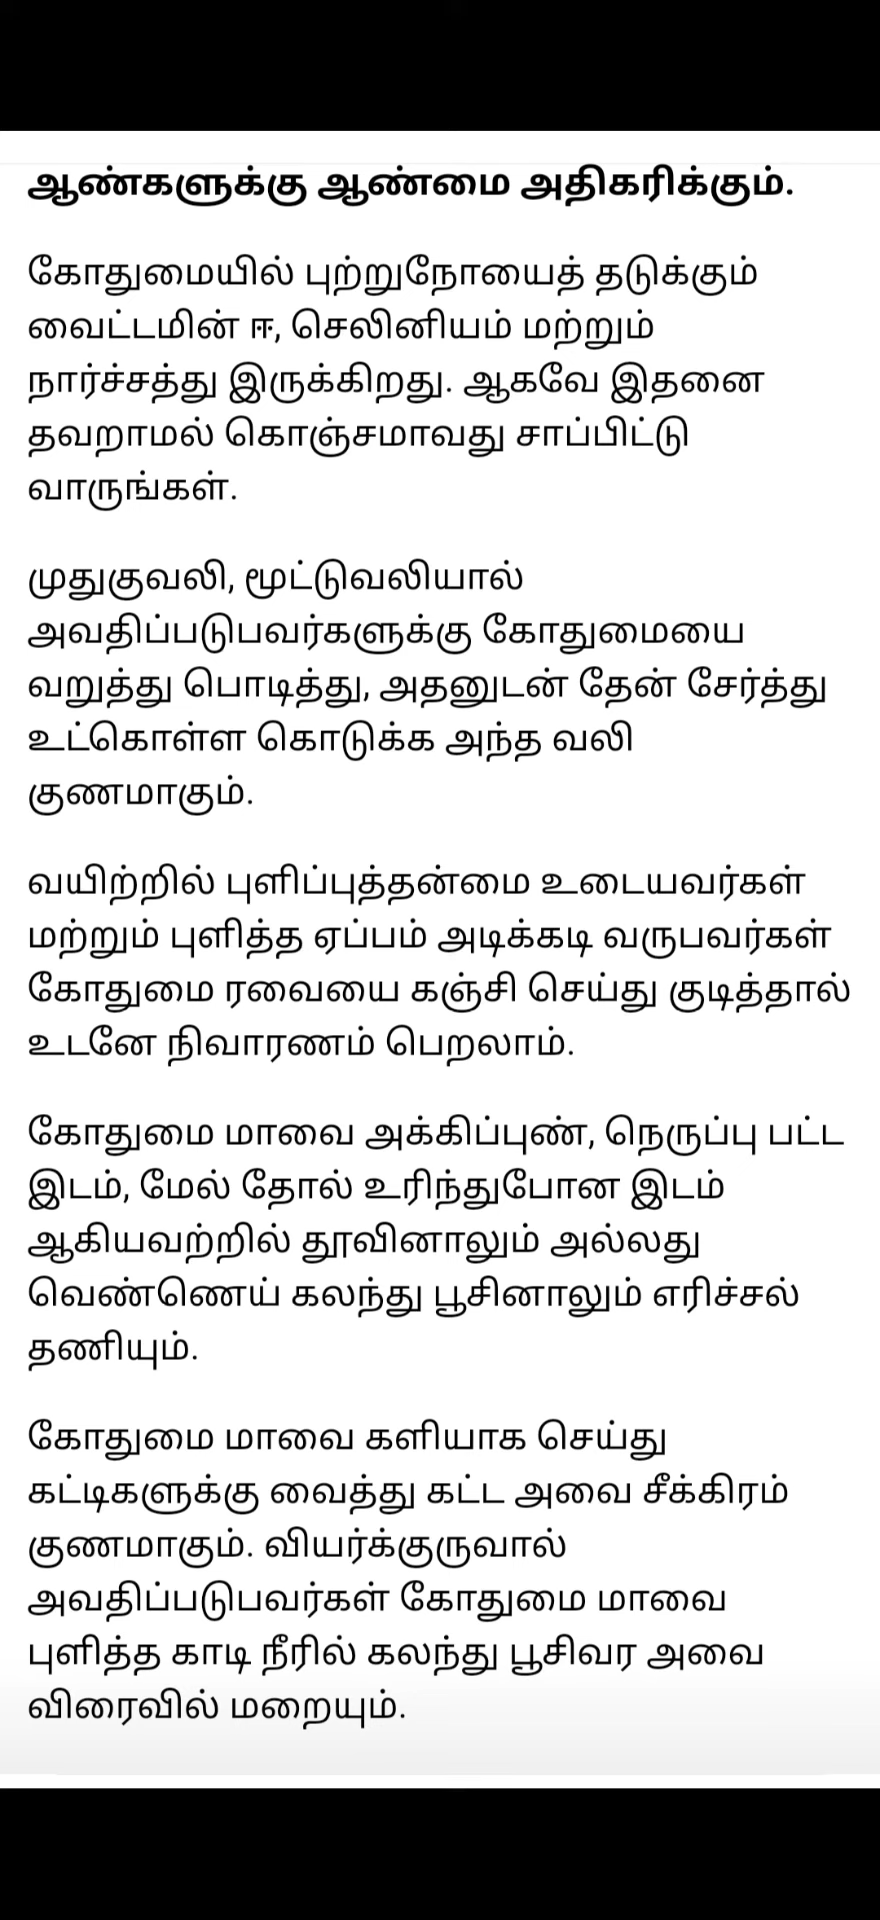 ஆண்களுக்கு ஆண்மை அதிகரிக்கும்.
கோதுமையில் புற்றுநோயைத் தடுக்கும்
வைட்டமின் ஈ, செலினியம் மற்றும்
நார்ச்சத்து இருக்கிறது. ஆகவே இதனை
தவறாமல் கொஞ்சமாவது சாப்பிட்டு
வாருங்கள்.
முதுகுவலி, மூட்டுவலியால்
அவதிப்படுபவர்களுக்கு கோதுமையை
வறுத்து பொடித்து, அதனுடன் தேன் சேர்த்து
உட்கொள்ள கொடுக்க அந்த வலி
குணமாகும்.
வயிற்றில் புளிப்புத்தன்மை உடையவர்கள்
மற்றும் புளித்த ஏப்பம் அடிக்கடி வருபவர்கள்
கோதுமை ரவையை கஞ்சி செய்து குடித்தால்
உடனே நிவாரணம் பெறலாம்.
கோதுமை மாவை அக்கிப்புண், நெருப்பு பட்ட
இடம், மேல் தோல் உரிந்துபோன இடம்
ஆகியவற்றில் தூவினாலும் அல்லது
வெண்ணெய் கலந்து பூசினாலும் எரிச்சல்
தணியும்.
கோதுமை மாவை களியாக செய்து
கட்டிகளுக்கு வைத்து கட்ட அவை சீக்கிரம்
குணமாகும். வியர்க்குருவால்
அவதிப்படுபவர்கள் கோதுமை மாவை
புளித்த காடி நீரில் கலந்து பூசிவர அவை
விரைவில் மறையும்.